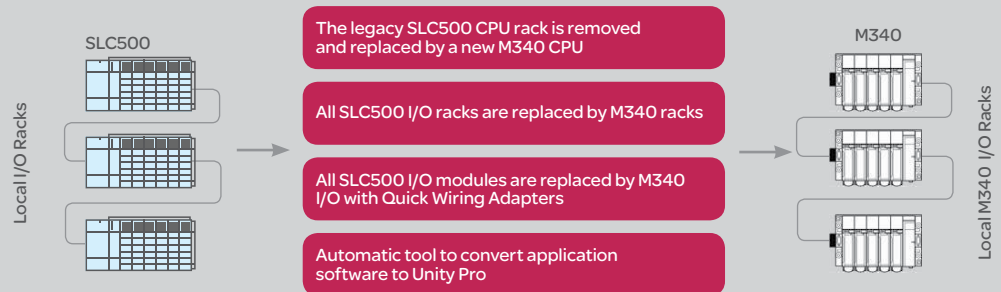 SLC500
Local I/O Racks
The legacy SLC500 CPU rack is removed
and replaced by a new M340 CPU
All SLC500 I/O racks are replaced by M340 racks
All SLC500 I/O modules are replaced by M340
I/O with Quick Wiring Adapters
Automatic tool to convert application
software to Unity Pro
M340
Local M340 I/O Racks